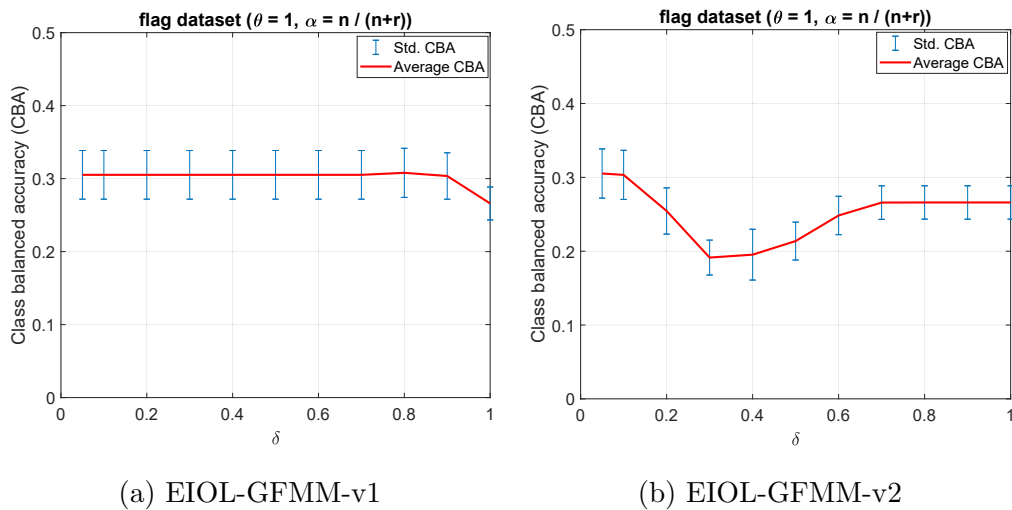 flag dataset (θ = 1, α = n / (n+r))
Std. CBA
Average CBA
Class balanced accuracy (CBA)
0.5
0.4
0.3
0.2
0.1
0
0 0.2 0.4 0.6 0.8 1
δ
(a) EIOL-GFMM-v1
flag dataset (θ = 1, α = n / (n+r))
Std. CBA
Average CBA
Class balanced accuracy (CBA)
0.5
0.4
0.3
0.2
0.1
0
0 0.2 0.4 0.6 0.8 1
δ
(b) EIOL-GFMM-v2